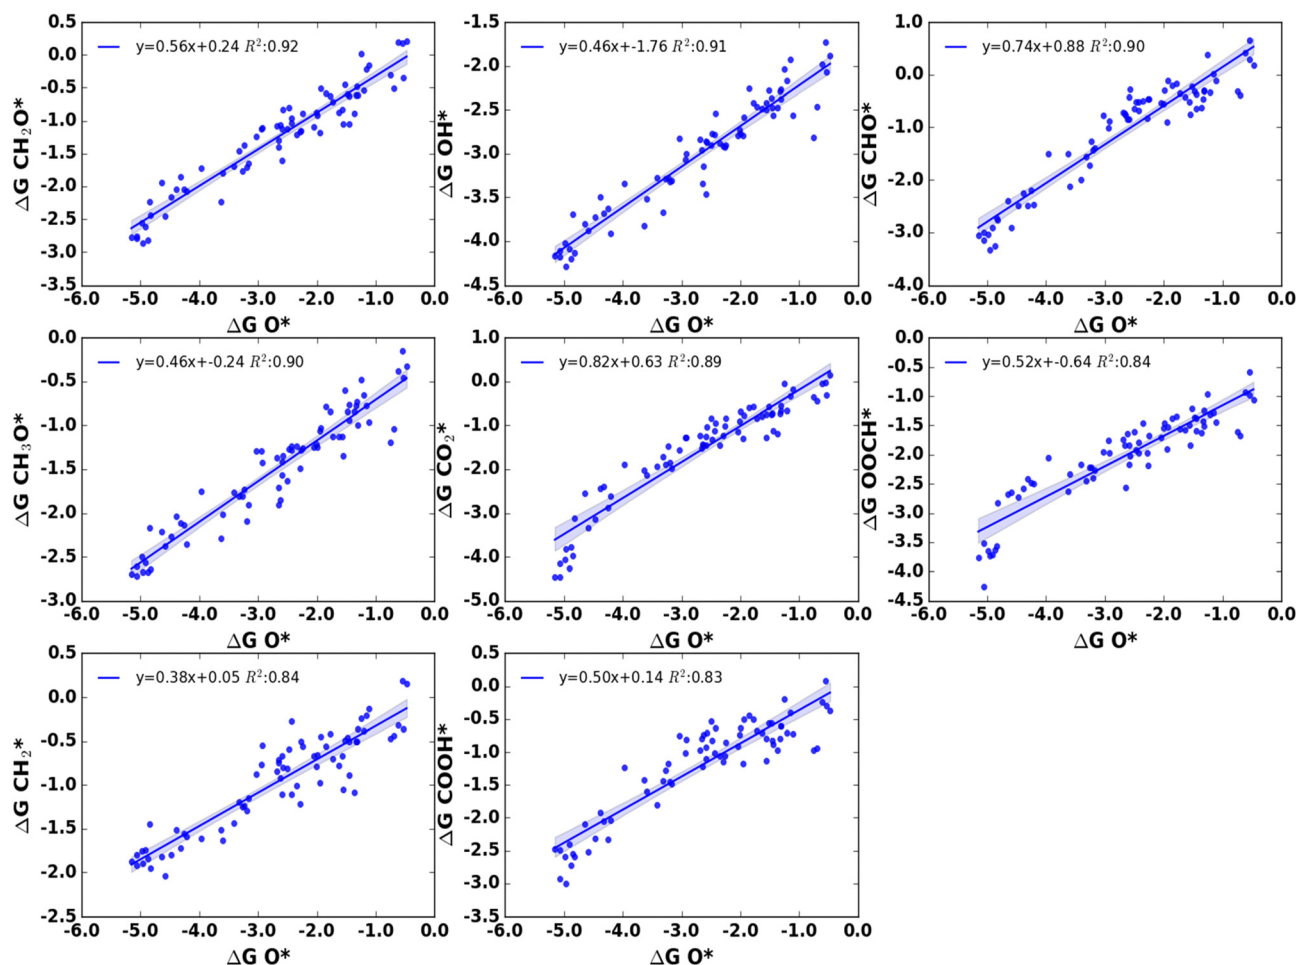 y=0.56x+0.24 R²:0.92
0.5
0.0
-0.5
-1.0
-1.5
-2.0
-2.5
-3.0
-3.5
ΔG CH₂O*
-6.0 -5.0 -4.0 -3.0 -2.0 -1.0 0.0
ΔG O*
y=0.46x+-1.76 R²:0.91
-1.5
-2.0
-2.5
-3.0
-3.5
-4.0
-4.5
ΔG OH*
-6.0 -5.0 -4.0 -3.0 -2.0 -1.0 0.0
ΔG O*
y=0.74x+0.88 R²:0.90
1.0
0.0
-1.0
-2.0
-3.0
-4.0
ΔG CHO*
-6.0 -5.0 -4.0 -3.0 -2.0 -1.0 0.0
ΔG O*
y=0.46x+-0.24 R²:0.90
0.0
-0.5
-1.0
-1.5
-2.0
-2.5
-3.0
ΔG CH₃O*
-6.0 -5.0 -4.0 -3.0 -2.0 -1.0 0.0
ΔG O*
y=0.82x+0.63 R²:0.89
1.0
0.0
-1.0
-2.0
-3.0
-4.0
-5.0
ΔG CO₂*
-6.0 -5.0 -4.0 -3.0 -2.0 -1.0 0.0
ΔG O*
y=0.52x+-0.64 R²:0.84
0.0
-0.5
-1.0
-1.5
-2.0
-2.5
-3.0
-3.5
-4.0
-4.5
ΔG OOCH*
-6.0 -5.0 -4.0 -3.0 -2.0 -1.0 0.0
ΔG O*
y=0.38x+0.05 R²:0.84
0.5
0.0
-0.5
-1.0
-1.5
-2.0
-2.5
ΔG CH₂*
-6.0 -5.0 -4.0 -3.0 -2.0 -1.0 0.0
ΔG O*
y=0.50x+0.14 R²:0.83
0.5
0.0
-0.5
-1.0
-1.5
-2.0
-2.5
-3.0
-3.5
ΔG COOH*
-6.0 -5.0 -4.0 -3.0 -2.0 -1.0 0.0
ΔG O*